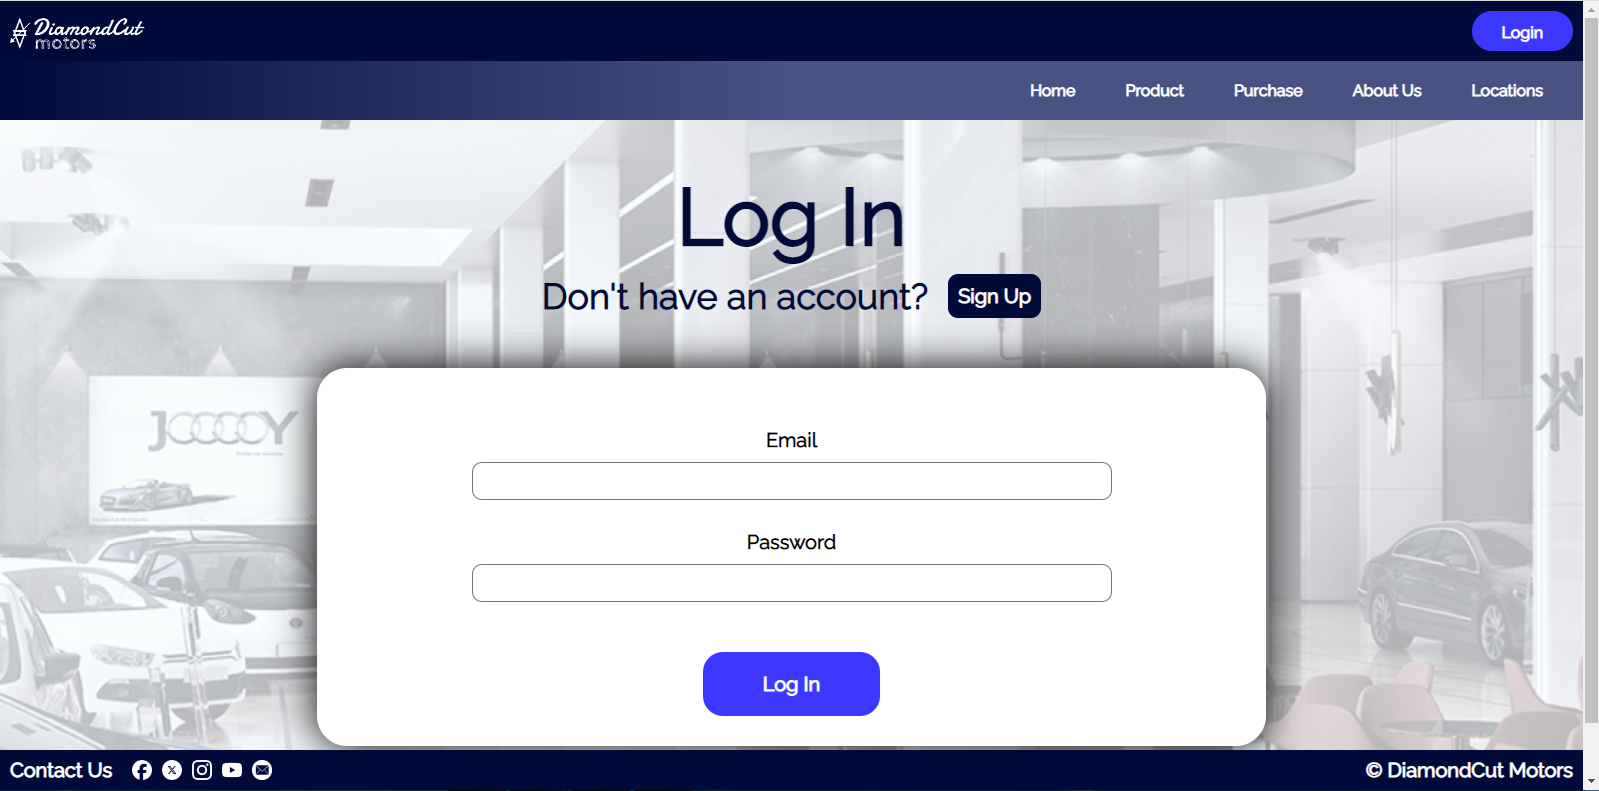 DiamondCut
motors
Login
Home Product Purchase About Us Locations
Log In
Don't have an account? Sign Up
JOOOOY
Email
Password
Log In
Contact Us
© DiamondCut Motors